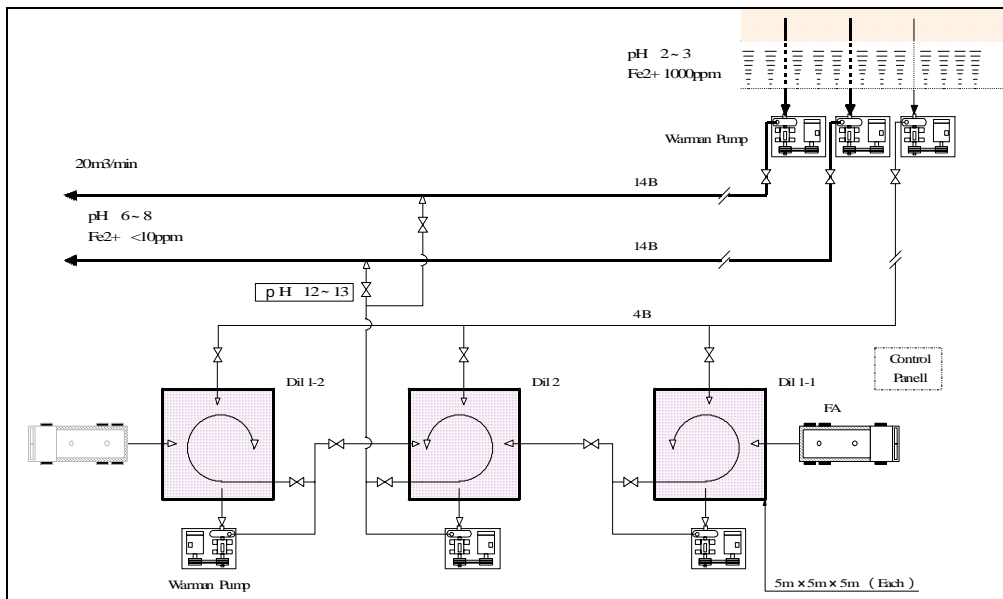 pH 2~3
Fe2+ 1000ppm
Warman Pump
20m3/min
14B
pH 6~8
Fe2+ <10ppm
14B
pH 12~13
4B
Control
Panell
Dil 1-2
Dil 2
Dil 1-1
FA
Warman Pump
5m×5m×5m ( Each )